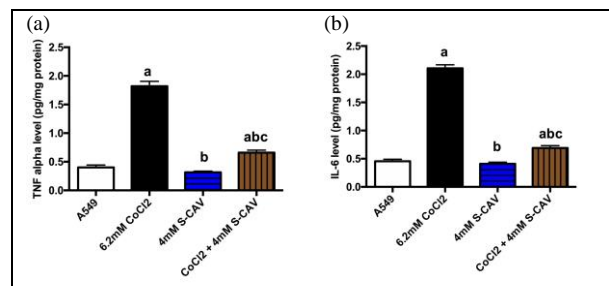 (a)
TNF alpha level (pg/mg protein)
2.5
2.0
1.5
1.0
0.5
0.0
a
b
abc
A549
6.2mM CoCl2
4mM S-CAV
CoCl2 + 4mM S-CAV
(b)
IL-6 level (pg/mg protein)
2.5
2.0
1.5
1.0
0.5
0.0
a
b
abc
A549
6.2mM CoCl2
4mM S-CAV
CoCl2 + 4mM S-CAV